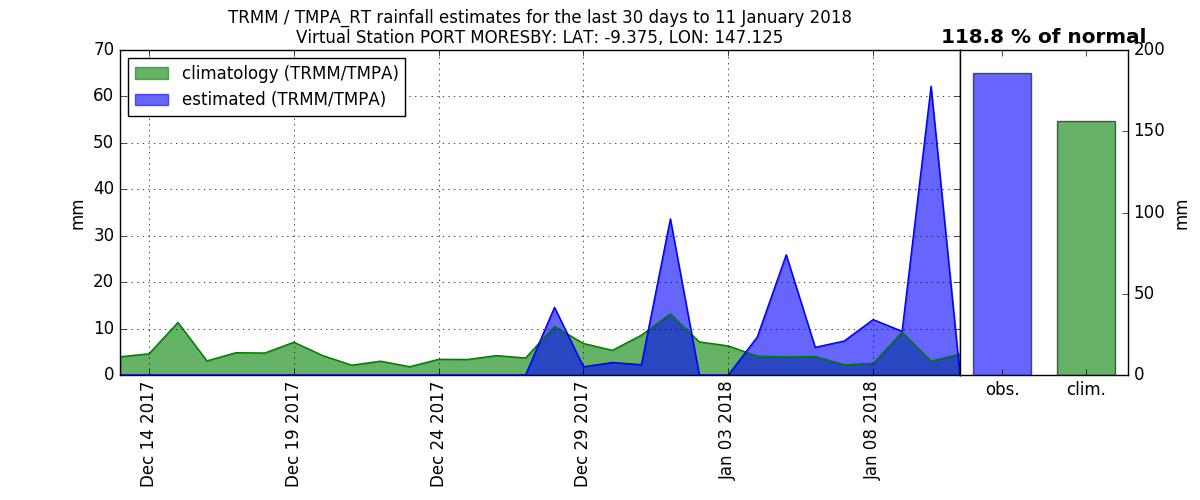 TRMM / TMPA_RT rainfall estimates for the last 30 days to 11 January 2018
Virtual Station PORT MORESBY: LAT: -9.375, LON: 147.125
118.8 % of normal
climatology (TRMM/TMPA)
estimated (TRMM/TMPA)
70
60
50
40
30
20
10
0
mm
Dec 14 2017
Dec 19 2017
Dec 24 2017
Dec 29 2017
Jan 03 2018
Jan 08 2018
obs.
clim.
200
150
100
50
0
mm